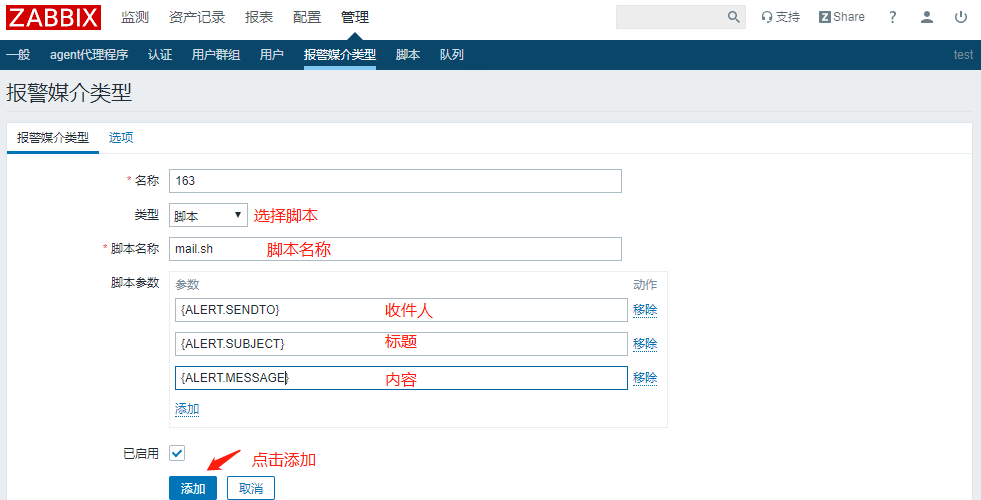 ZABBIX 监测 资产记录 报表 配置 管理 支持 Z Share ?
一般 agent代理程序 认证 用户群组 用户 报警媒介类型 脚本 队列 test
报警媒介类型
报警媒介类型 选项
* 名称 163
类型 脚本 选择脚本
* 脚本名称 mail.sh 脚本名称
脚本参数 参数 动作
{ALERT.SENDTO} 收件人 移除
{ALERT.SUBJECT} 标题 移除
{ALERT.MESSAGE} 内容 移除
添加
已启用
点击添加
添加 取消